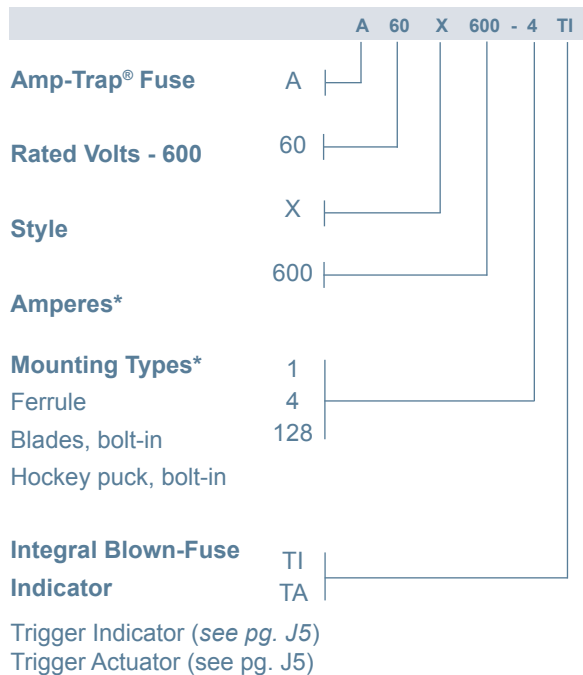 A 60 X 600 - 4 TI
Amp-Trap® Fuse A
Rated Volts - 600 60
Style X
Amperes* 600
Mounting Types* 1
Ferrule 4
Blades, bolt-in 128
Hockey puck, bolt-in
Integral Blown-Fuse TI
Indicator TA
Trigger Indicator (see pg. J5)
Trigger Actuator (see pg. J5)